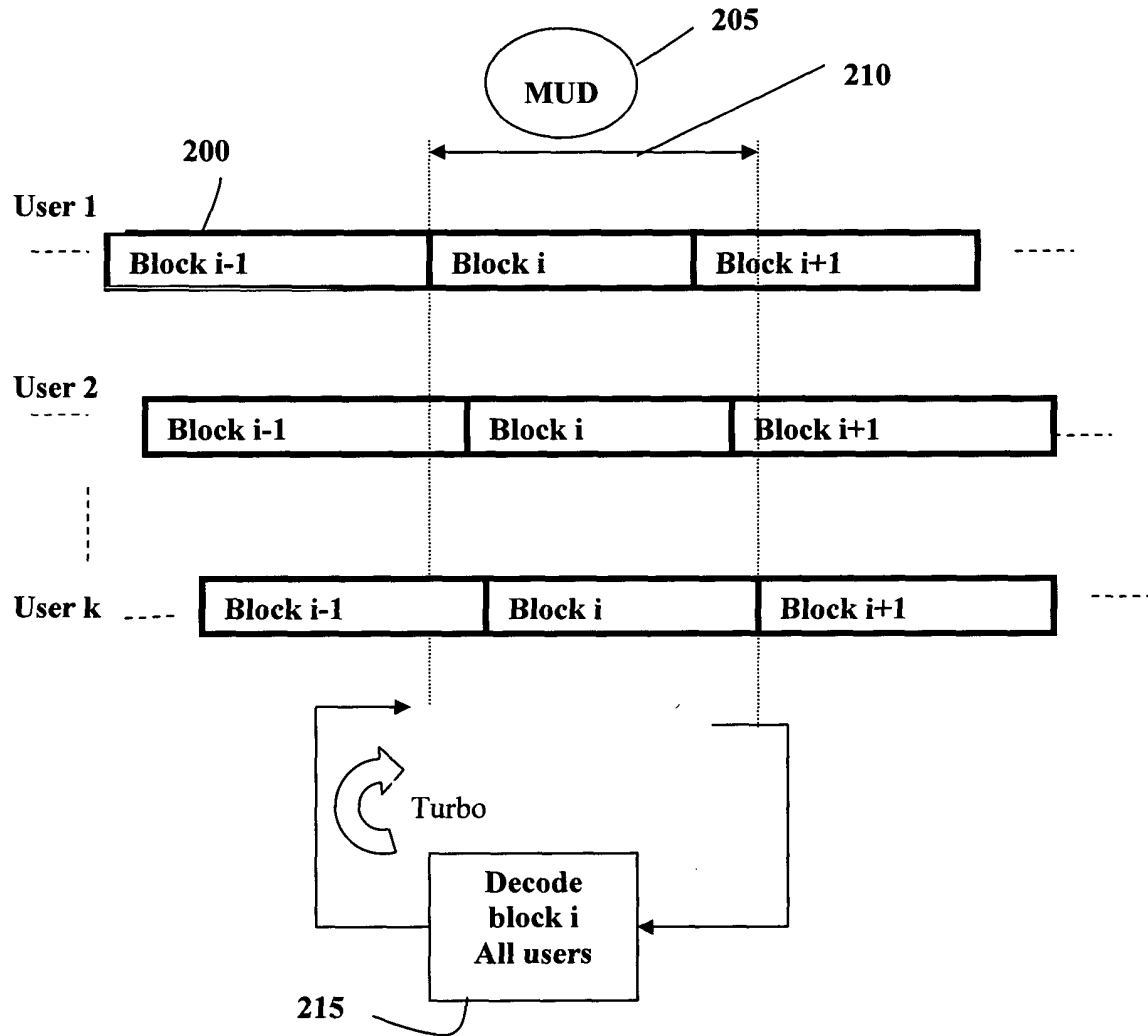 205
MUD
210
200
User 1
Block i-1 Block i Block i+1
User 2
Block i-1 Block i Block i+1
User k
Block i-1 Block i Block i+1
Turbo
Decode
block i
All users
215